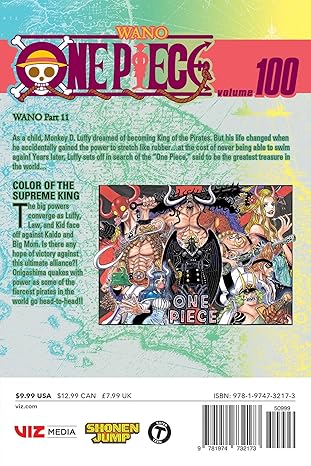 WANO
ONE PIECE
volume 100
WANO Part 11
As a child, Monkey D. Luffy dreamed of becoming King of the Pirates. But his life changed when
he accidentally gained the power to stretch like rubber...at the cost of never being able to swim
again! Years later, Luffy sets off in search of the "One Piece," said to be the greatest treasure in
the world...
COLOR OF THE
SUPREME KING
The big powers
converge as Luffy,
Law, and Kid face
off against Kaido and
Big Mom. Is there any
hope of victory against
this ultimate alliance?!
Onigashima quakes with
power as some of the
fiercest pirates in the
world go head-to-head!!
ONE
PIECE
$9.99 USA $12.99 CAN £7.99 UK
viz.com
ISBN: 978-1-9747-3217-3
50999
9 781974 732173
VIZ MEDIA
SHONEN
JUMP
T